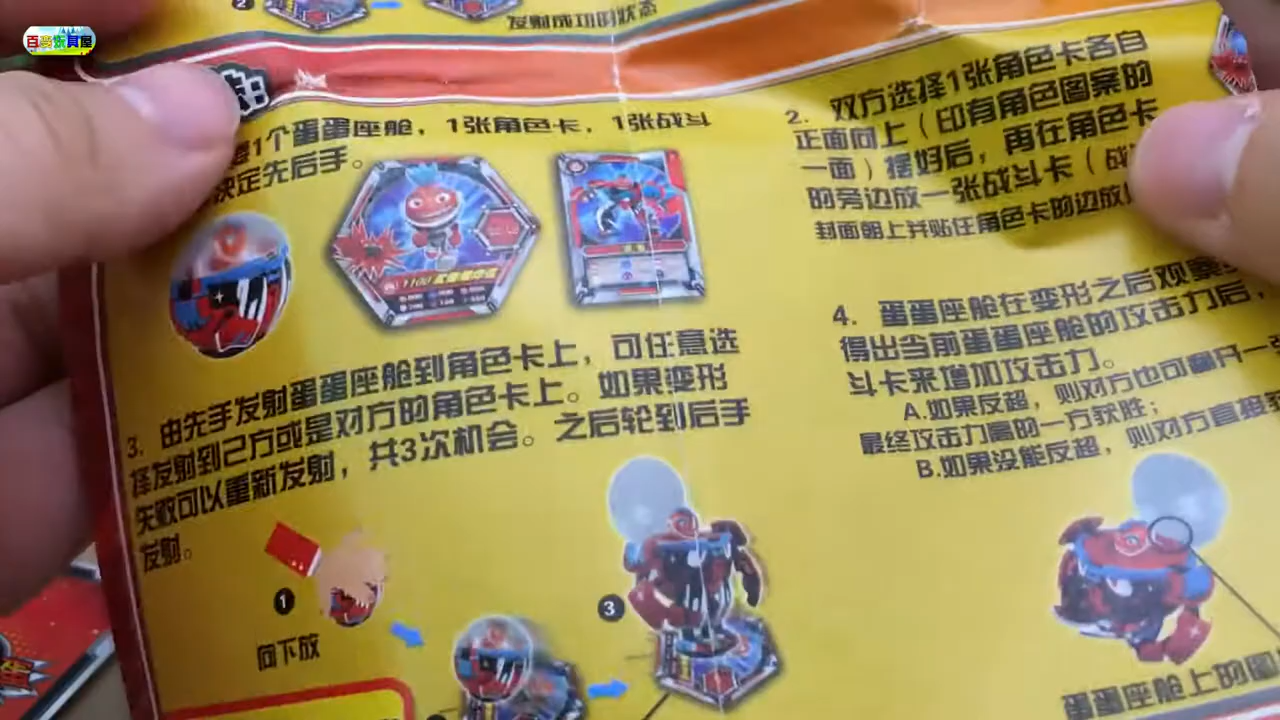 百变玩具屋
发射成功的状态
1个蛋蛋座舱，1张角色卡，1张战斗
决定先后手。
2. 双方选择1张角色卡各自
正面向上（印有角色图案的
一面）摆好后，再在角色卡
的旁边放一张战斗卡（战
封面朝上并贴住角色卡的边放
3. 由先手发射蛋蛋座舱到角色卡上，可任意选
择发射到己方或是对方的角色卡上。如果变形
失败可以重新发射，共3次机会。之后轮到后手
发射。
4. 蛋蛋座舱在变形之后观察
得出当前蛋蛋座舱的攻击力后，
斗卡来增加攻击力。
A.如果反超，则对方也可翻开一
最终攻击力高的一方获胜；
B.如果没能反超，则对方直接
1
向下放
3
蛋蛋座舱上的图